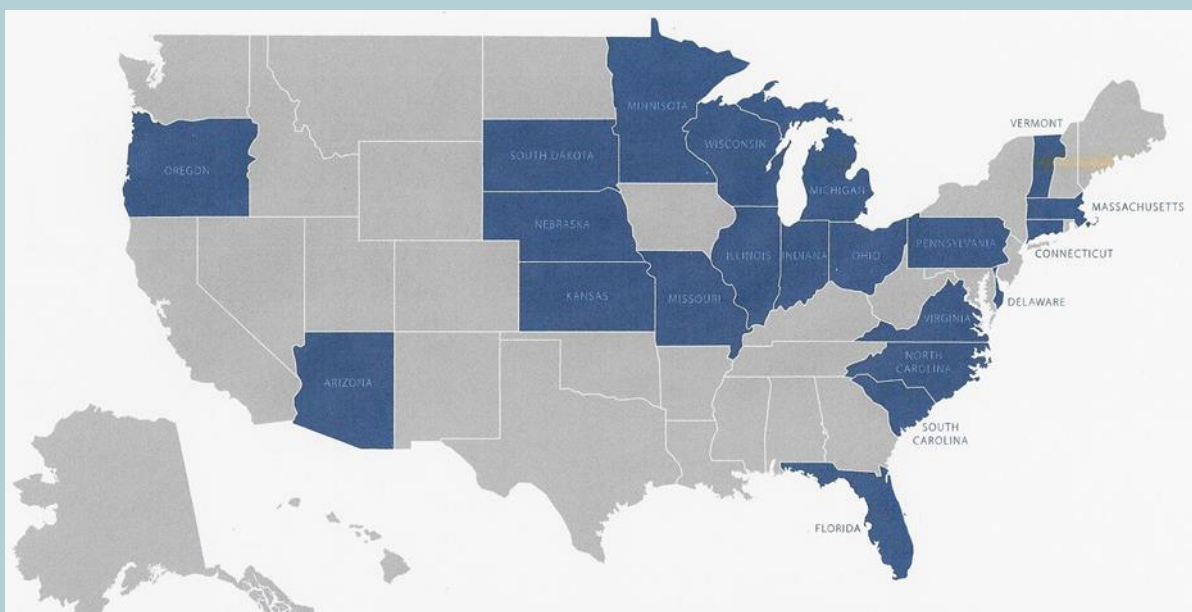 MINNISOTA
VERMONT
WISCONSIN
SOUTH DAKOTA
OREGON
MICHIGAN
MASSACHUSETTS
NEBRASKA
PENNSYLVANIA
ILLINOIS
INDIANA
OHIO
CONNECTICUT
KANSAS
MISSOURI
DELAWARE
VIRGINIA
NORTH
CAROLINA
ARIZONA
SOUTH
CAROLINA
FLORIDA